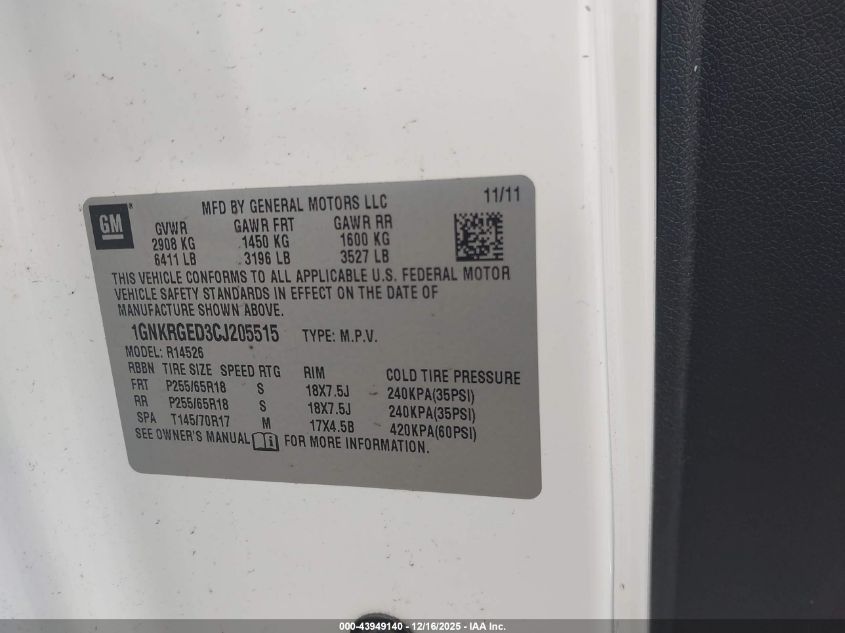 GM
MFD BY GENERAL MOTORS LLC
11/11
GVWR GAWR FRT GAWR RR
2908 KG 1450 KG 1600 KG
6411 LB 3196 LB 3527 LB
THIS VEHICLE CONFORMS TO ALL APPLICABLE U.S. FEDERAL MOTOR
VEHICLE SAFETY STANDARDS IN EFFECT ON THE DATE OF
MANUFACTURE SHOWN ABOVE.
1GNKRGED3CJ205515 TYPE: M.P.V.
MODEL: R14526
RBBN TIRE SIZE SPEED RTG RIM COLD TIRE PRESSURE
FRT P255/65R18 S 18X7.5J 240KPA(35PSI)
RR P255/65R18 S 18X7.5J 240KPA(35PSI)
SPA T145/70R17 M 17X4.5B 420KPA(60PSI)
SEE OWNER'S MANUAL FOR MORE INFORMATION.
000-43949140 - 12/16/2025 - IAA Inc.